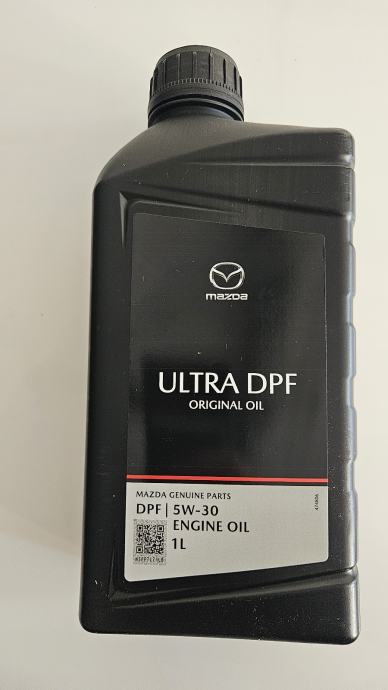 mazda
ULTRA DPF
ORIGINAL OIL
MAZDA GENUINE PARTS
DPF | 5W-30
ENGINE OIL
1L